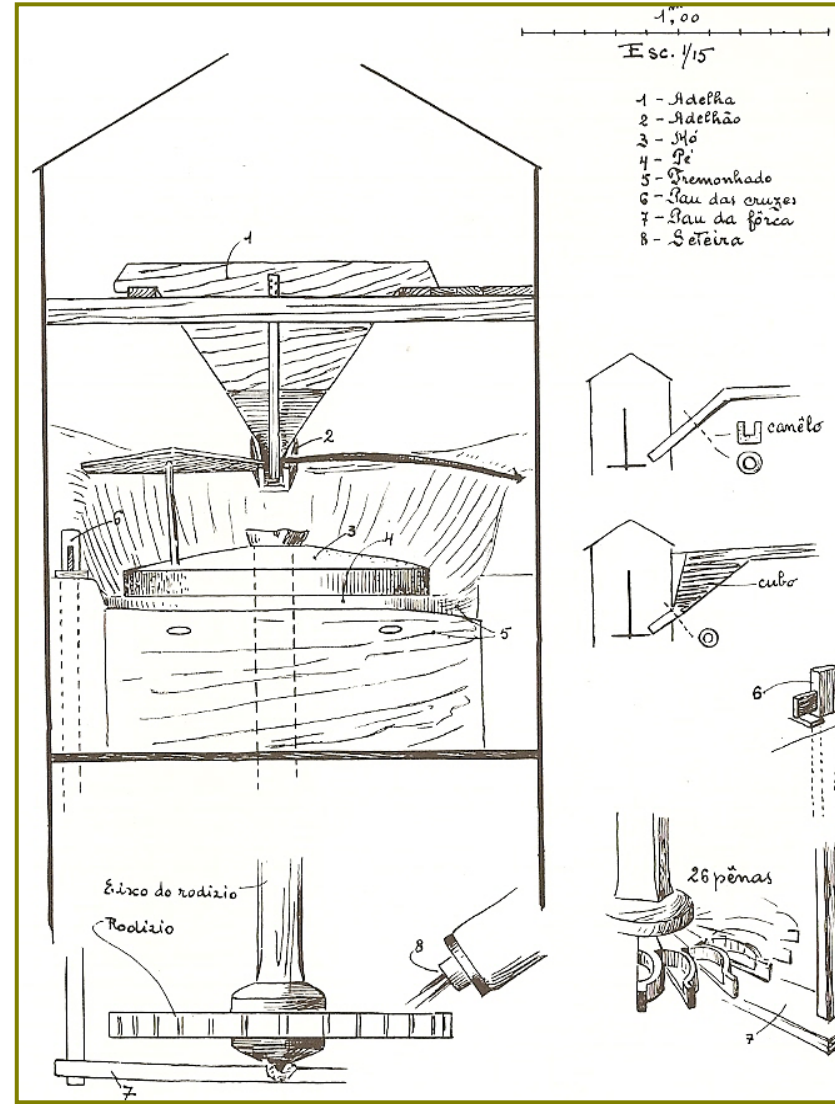 1,ᵐ00
Esc. 1/15
1 - Adelha
2 - Adelhão
3 - Mó
4 - Pé
5 - Tremonhado
6 - Pau das cruzes
7 - Pau da fôrca
8 - Seteira
1
2
3
4
5
6
canêlo
cubo
6
Eixo do rodizio
Rodizio
8
7
26 pênas
7